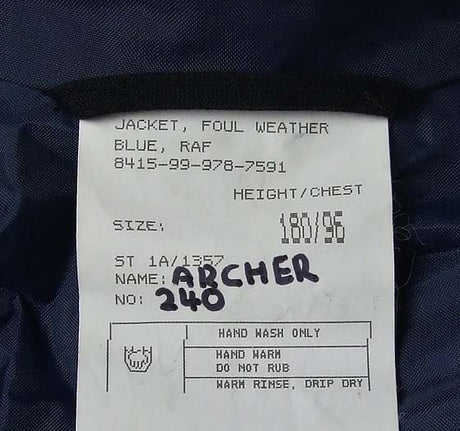 JACKET, FOUL WEATHER
BLUE, RAF
8415-99-978-7591
HEIGHT/CHEST
SIZE: 180/96
ST 1A/1357
NAME: ARCHER
NO: 240
HAND WASH ONLY
HAND WARM
DO NOT RUB
WARM RINSE, DRIP DRY